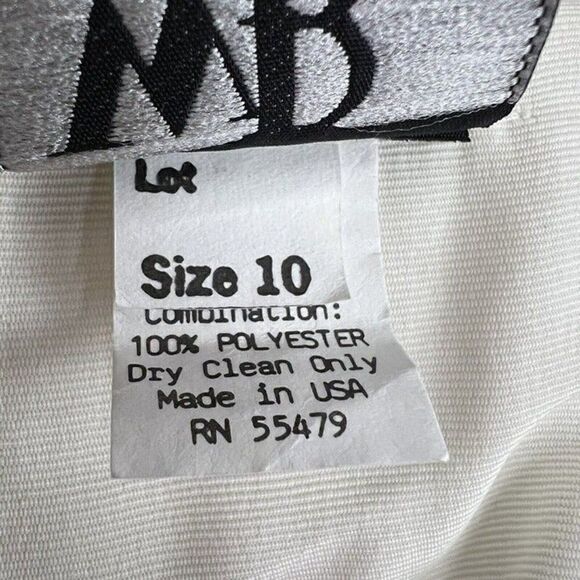 MB
Lot
Size 10
Combination:
100% POLYESTER
Dry Clean Only
Made in USA
RN 55479